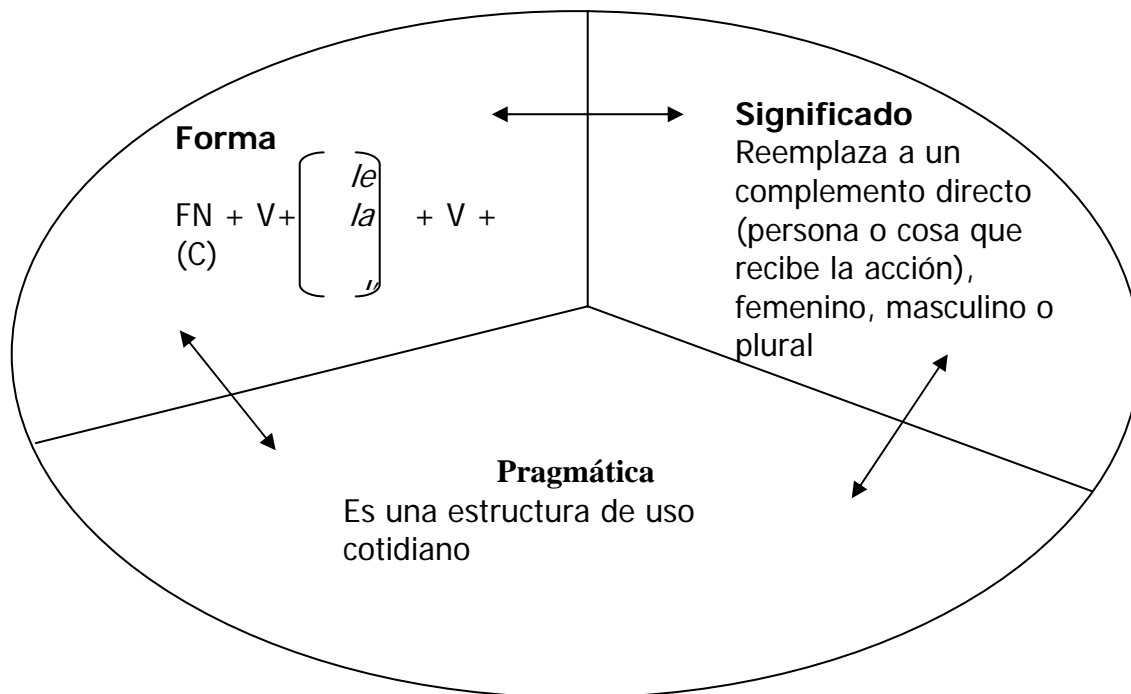 Forma
le
FN + V+ la + V +
(C)
Significado
Reemplaza a un
complemento directo
(persona o cosa que
recibe la acción),
femenino, masculino o
plural
Pragmática
Es una estructura de uso
cotidiano